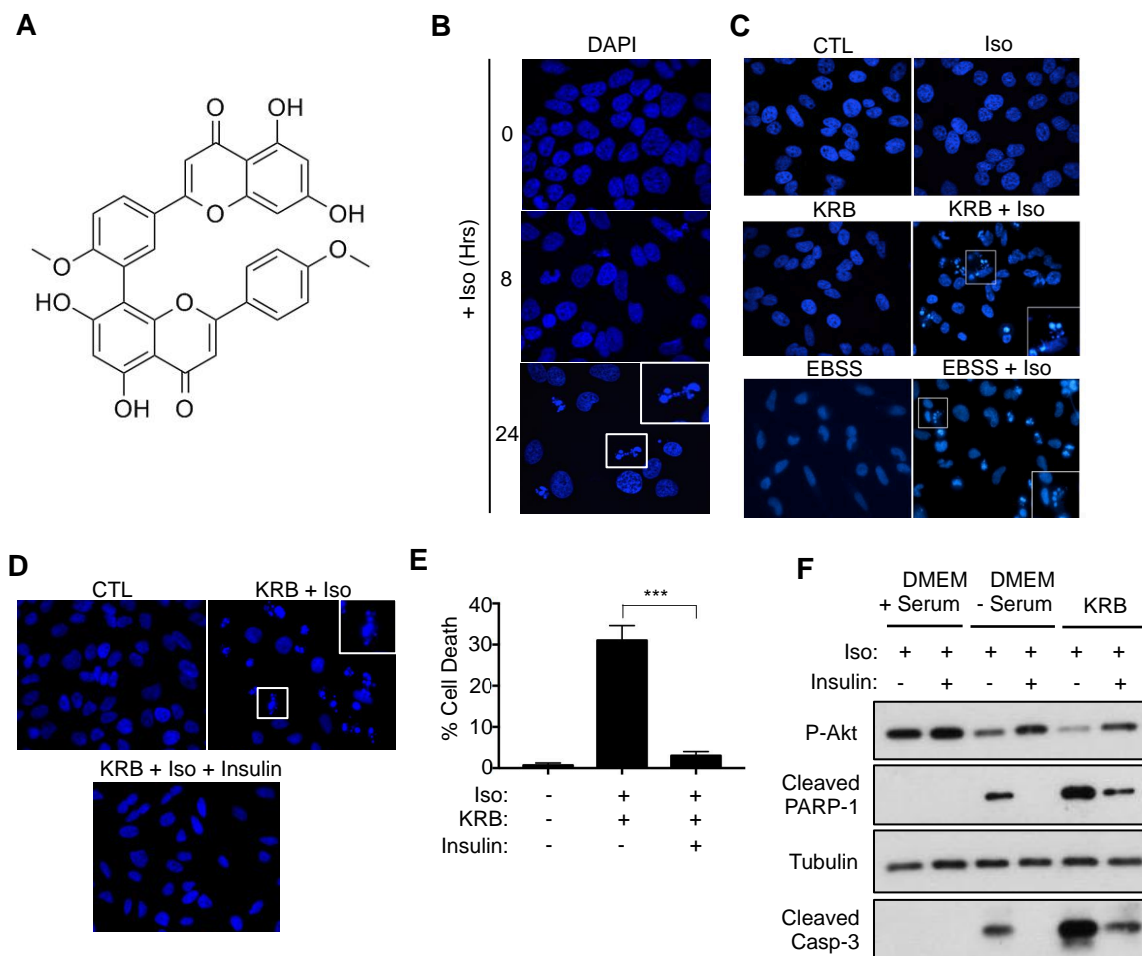 A
O
OH
O
OH
O
O
HO
O
OH
O
B
DAPI
+ Iso (Hrs)
0
8
24
C
CTL
Iso
KRB
KRB + Iso
EBSS
EBSS + Iso
D
CTL
KRB + Iso
KRB + Iso + Insulin
E
% Cell Death
40
30
20
10
0
***
Iso: - + +
KRB: - + +
Insulin: - - +
F
DMEM + Serum
DMEM - Serum
KRB
Iso: + + + + + +
Insulin: - + - + - +
P-Akt
Cleaved
PARP-1
Tubulin
Cleaved
Casp-3